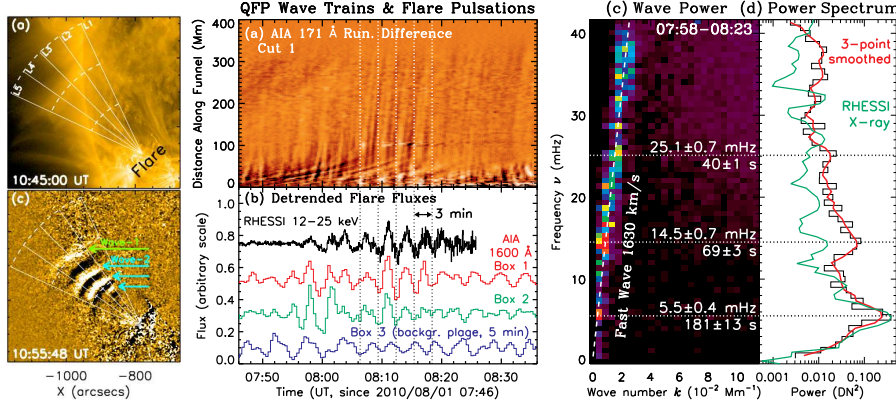 QFP Wave Trains & Flare Pulsations
(c) Wave Power
(d) Power Spectrum
(a)
L5
L4
L3
L2
L1
Flare
10:45:00 UT
(c)
Wave-2
10:55:48 UT
-1000 -800
X (arcsecs)
(a) AIA 171 Å Run. Difference
Cut 1
Distance Along Funnel (Mm)
400
300
200
100
0
(b) Detrended Flare Fluxes
RHESSI 12-25 keV
3 min
AIA
1600 Å
Box 1
Box 2
Box 3 (backgr. plage, 5 min)
Flux (arbitrary scale)
1.0
0.8
0.6
0.4
0.2
0.0
07:50 08:00 08:10 08:20 08:30
Time (UT, since 2010/08/01 07:46)
07:58-08:23
Fast Wave 1630 km/s
25.1±0.7 mHz
40±1 s
14.5±0.7 mHz
69±3 s
5.5±0.4 mHz
181±13 s
Frequency ν (mHz)
40
30
20
10
0
0 2 4 6 8 10
Wave number k (10⁻² Mm⁻¹)
3-point
smoothed
RHESSI
X-ray
0.001 0.010 0.100
Power (DN²)